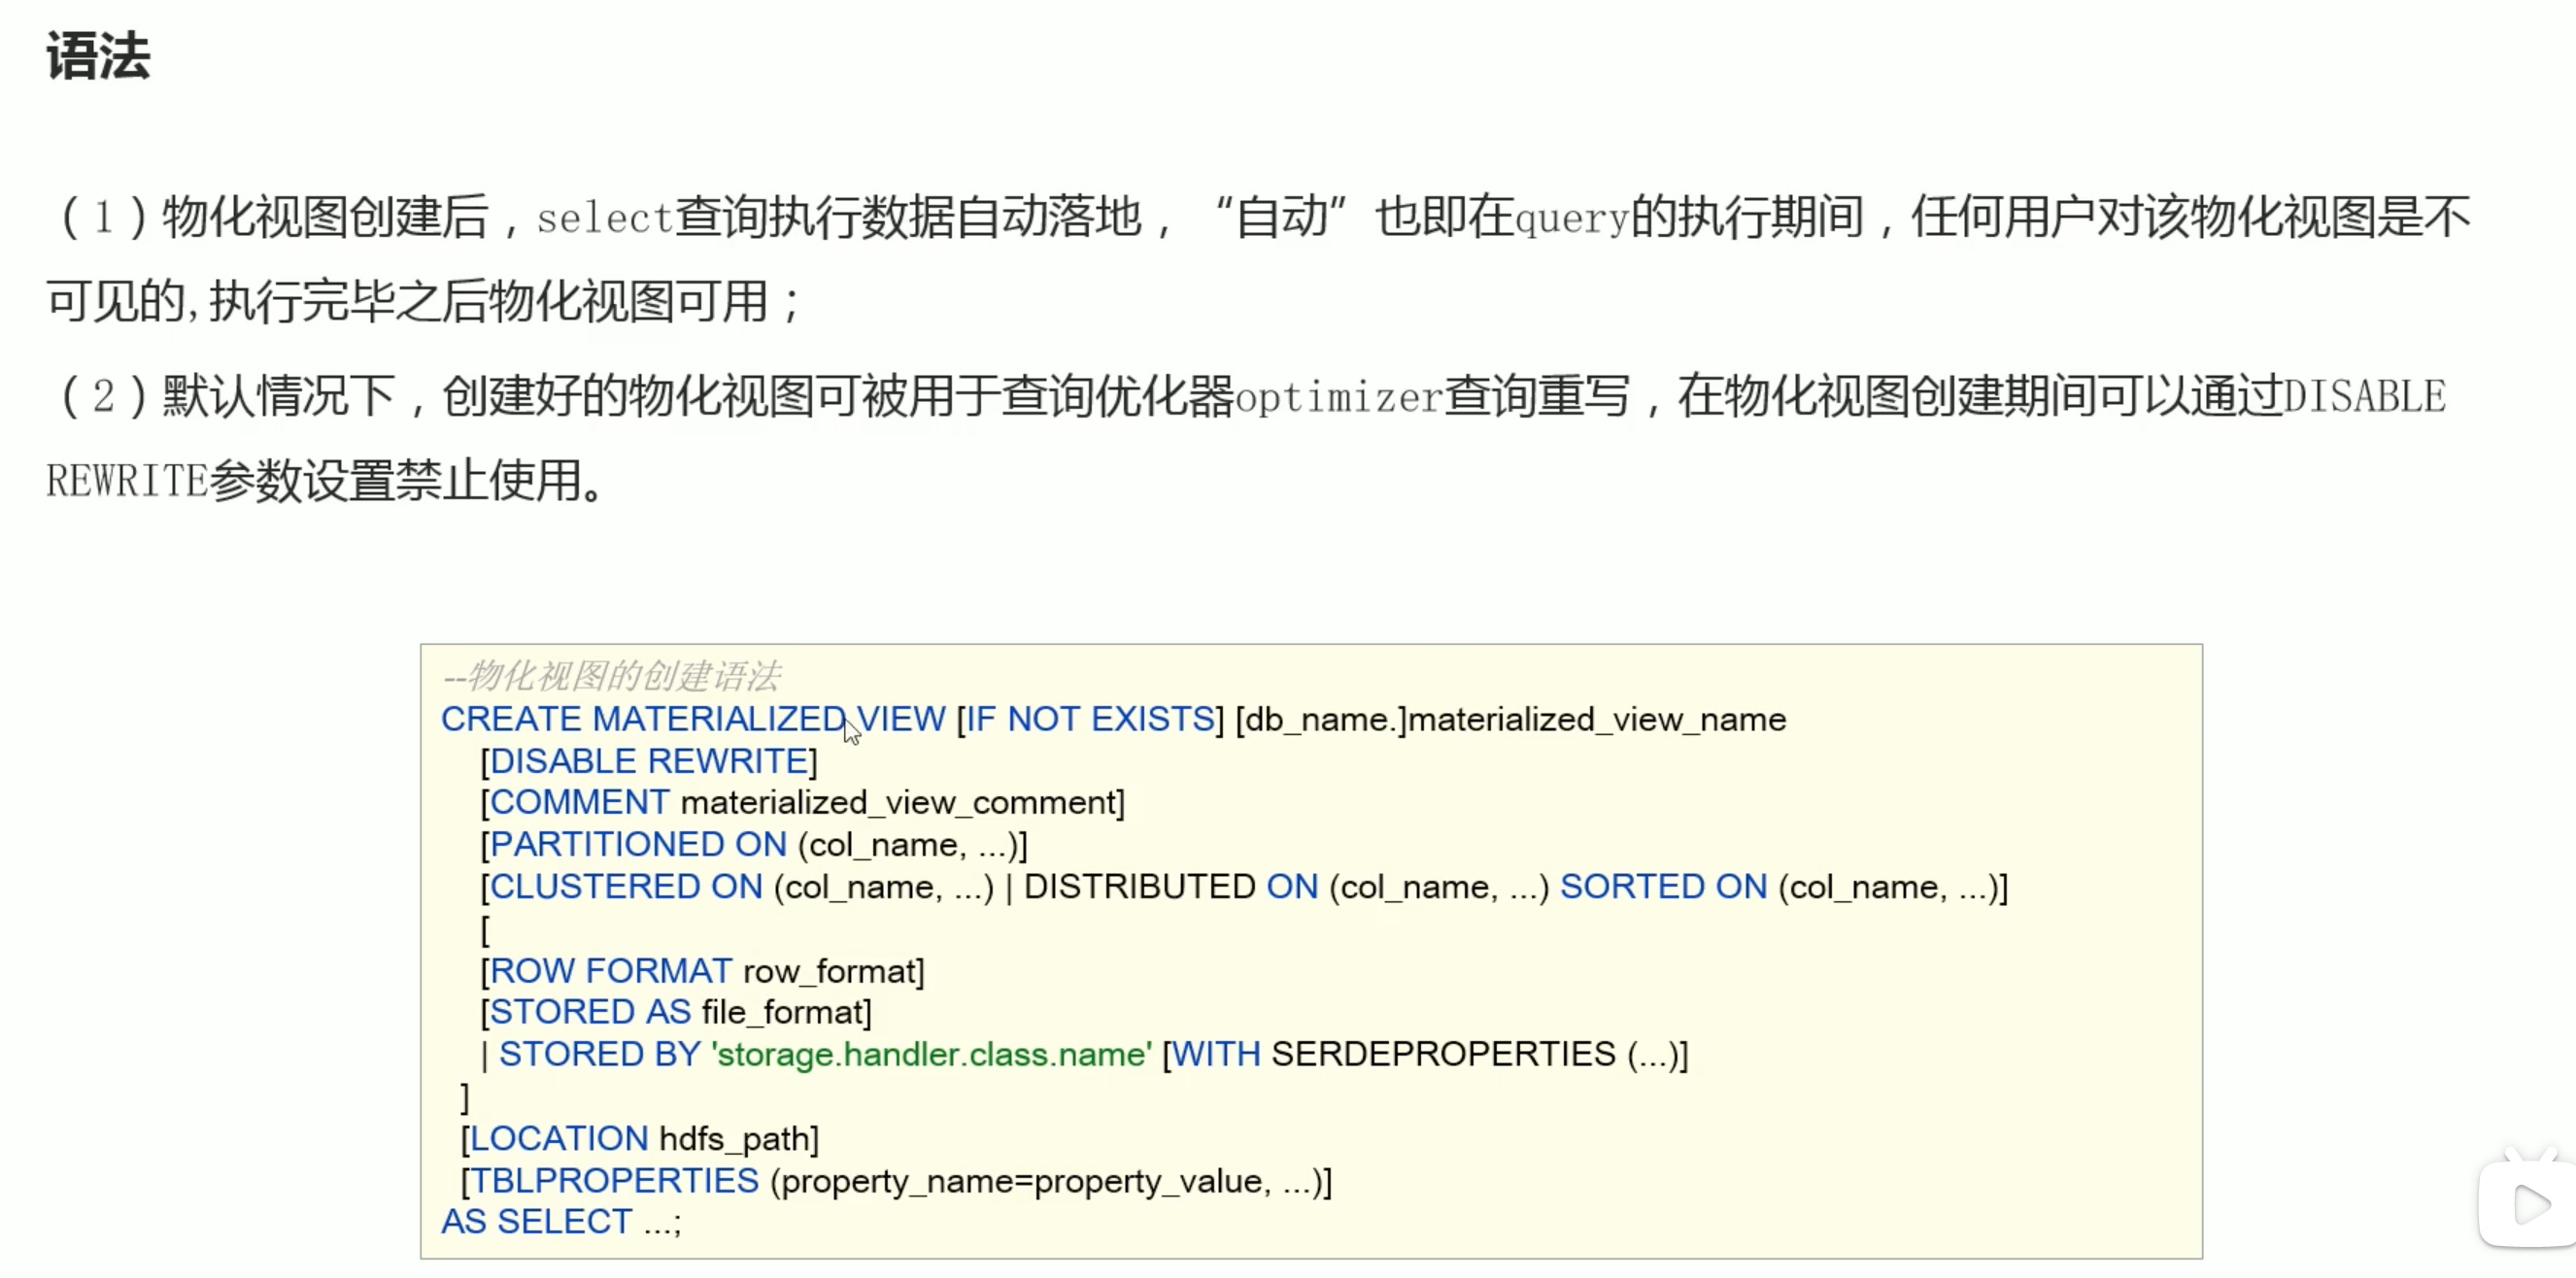 语法
（1）物化视图创建后，select查询执行数据自动落地，“自动”也即在query的执行期间，任何用户对该物化视图是不
可见的,执行完毕之后物化视图可用；
（2）默认情况下，创建好的物化视图可被用于查询优化器optimizer查询重写，在物化视图创建期间可以通过DISABLE
REWRITE参数设置禁止使用。
--物化视图的创建语法
CREATE MATERIALIZED VIEW [IF NOT EXISTS] [db_name.]materialized_view_name
[DISABLE REWRITE]
[COMMENT materialized_view_comment]
[PARTITIONED ON (col_name, ...)]
[CLUSTERED ON (col_name, ...) | DISTRIBUTED ON (col_name, ...) SORTED ON (col_name, ...)]
[
[ROW FORMAT row_format]
[STORED AS file_format]
| STORED BY 'storage.handler.class.name' [WITH SERDEPROPERTIES (...)]
]
[LOCATION hdfs_path]
[TBLPROPERTIES (property_name=property_value, ...)]
AS SELECT ...;